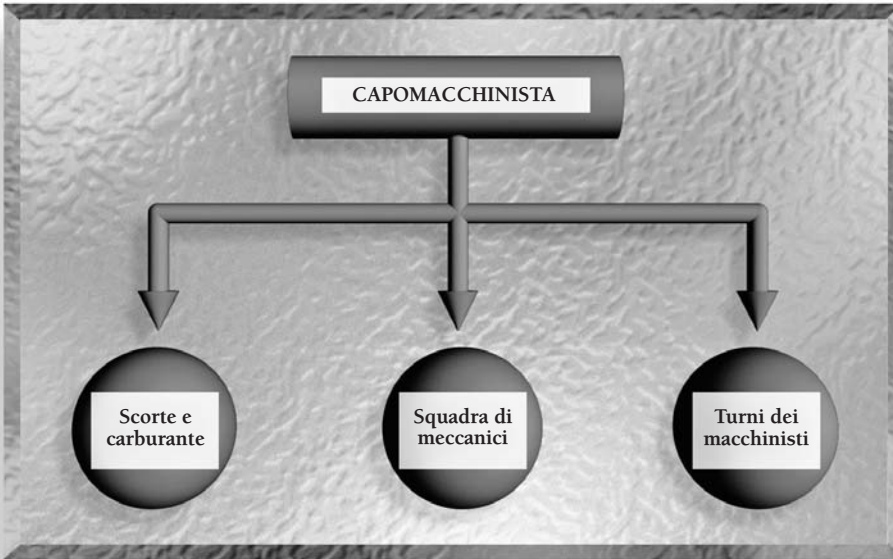 CAPOMACCHINISTA
Scorte e
carburante
Squadra di
meccanici
Turni dei
macchinisti